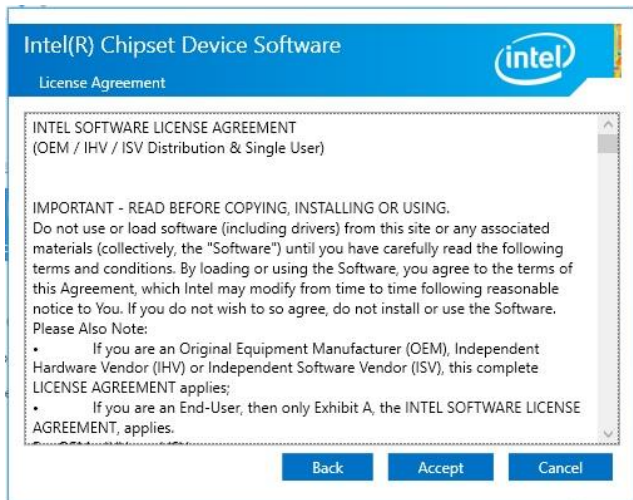 Intel(R) Chipset Device Software
intel
License Agreement
INTEL SOFTWARE LICENSE AGREEMENT
(OEM / IHV / ISV Distribution & Single User)
IMPORTANT - READ BEFORE COPYING, INSTALLING OR USING.
Do not use or load software (including drivers) from this site or any associated
materials (collectively, the "Software") until you have carefully read the following
terms and conditions. By loading or using the Software, you agree to the terms of
this Agreement, which Intel may modify from time to time following reasonable
notice to You. If you do not wish to so agree, do not install or use the Software.
Please Also Note:
• If you are an Original Equipment Manufacturer (OEM), Independent
Hardware Vendor (IHV) or Independent Software Vendor (ISV), this complete
LICENSE AGREEMENT applies;
• If you are an End-User, then only Exhibit A, the INTEL SOFTWARE LICENSE
AGREEMENT, applies.
Back Accept Cancel